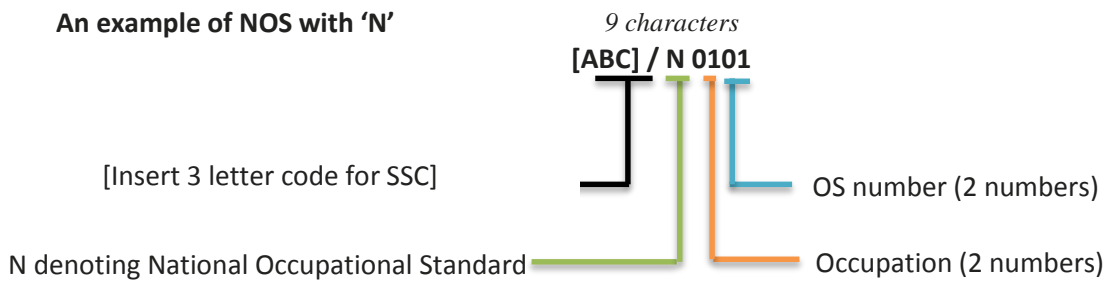 An example of NOS with ‘N’
9 characters
[ABC] / N 0101
[Insert 3 letter code for SSC]
OS number (2 numbers)
N denoting National Occupational Standard
Occupation (2 numbers)